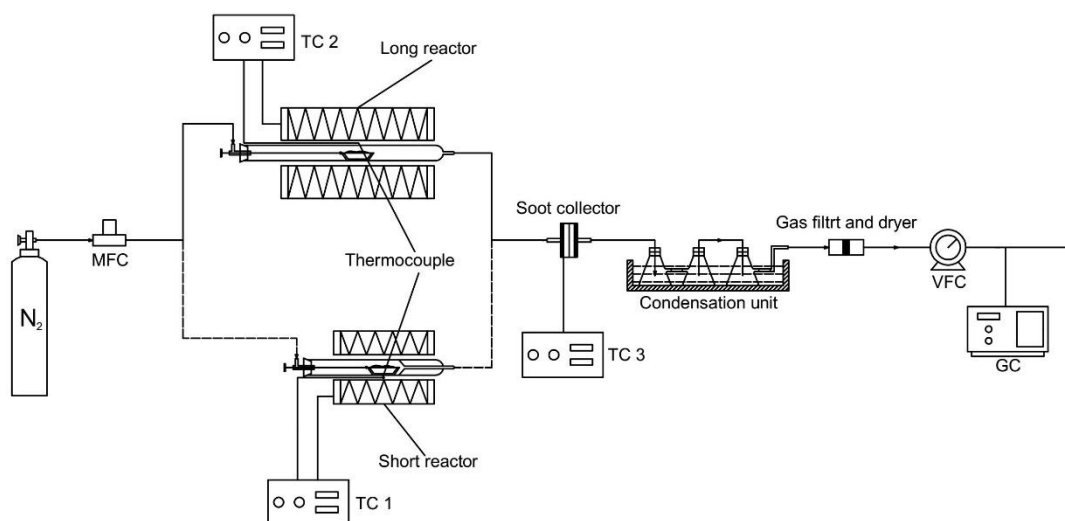 TC 2
Long reactor
Soot collector
Gas filtrt and dryer
MFC
Thermocouple
VFC
N₂
Condensation unit
TC 3
GC
Short reactor
TC 1